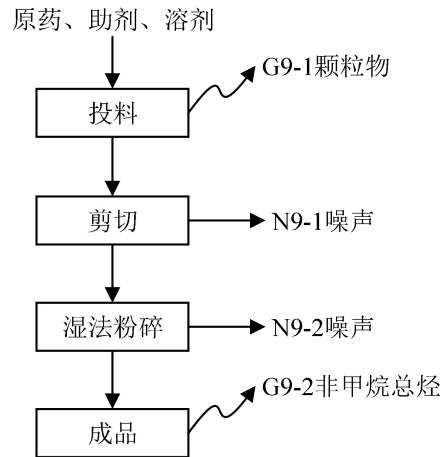 原药、助剂、溶剂
G9-1颗粒物
投料
剪切
N9-1噪声
湿法粉碎
N9-2噪声
G9-2非甲烷总烃
成品